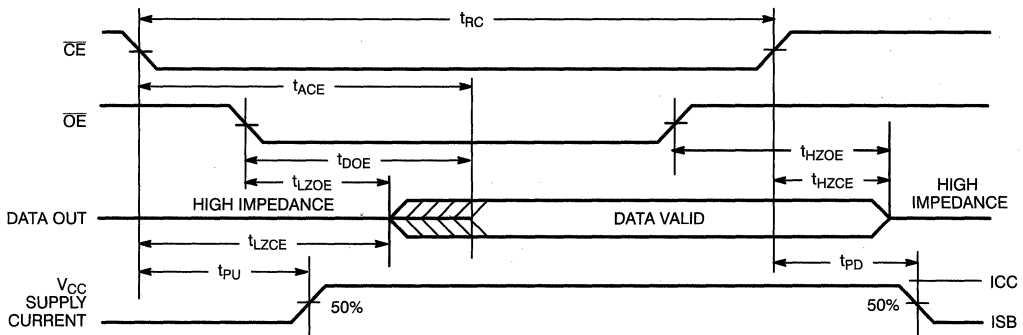 tRC
CE
tACE
OE
tHZOE
tDOE
tLZOE
tHZCE
HIGH IMPEDANCE
HIGH IMPEDANCE
DATA OUT
DATA VALID
tLZCE
tPU
tPD
VCC
SUPPLY
CURRENT
50%
50%
ICC
ISB